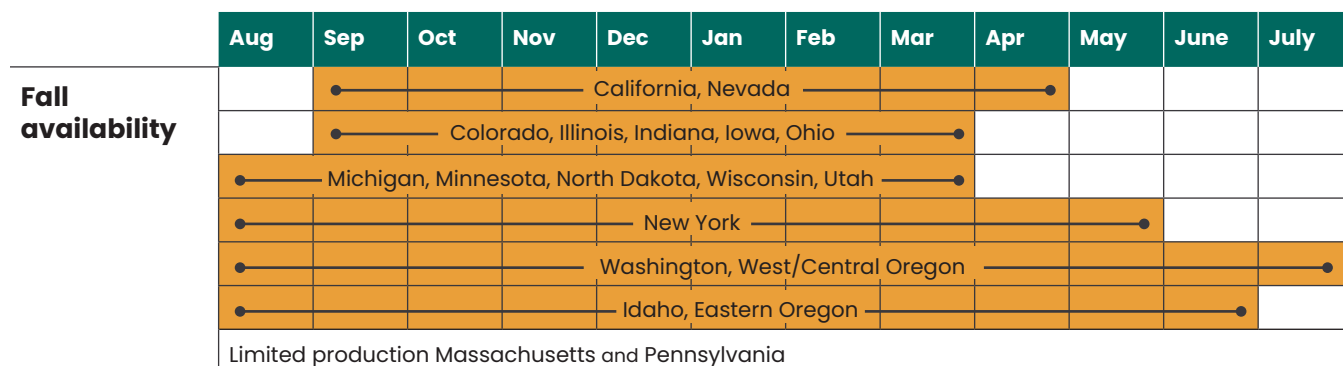 Aug Sep Oct Nov Dec Jan Feb Mar Apr May June July
Fall
availability
California, Nevada
Colorado, Illinois, Indiana, Iowa, Ohio
Michigan, Minnesota, North Dakota, Wisconsin, Utah
New York
Washington, West/Central Oregon
Idaho, Eastern Oregon
Limited production Massachusetts and Pennsylvania